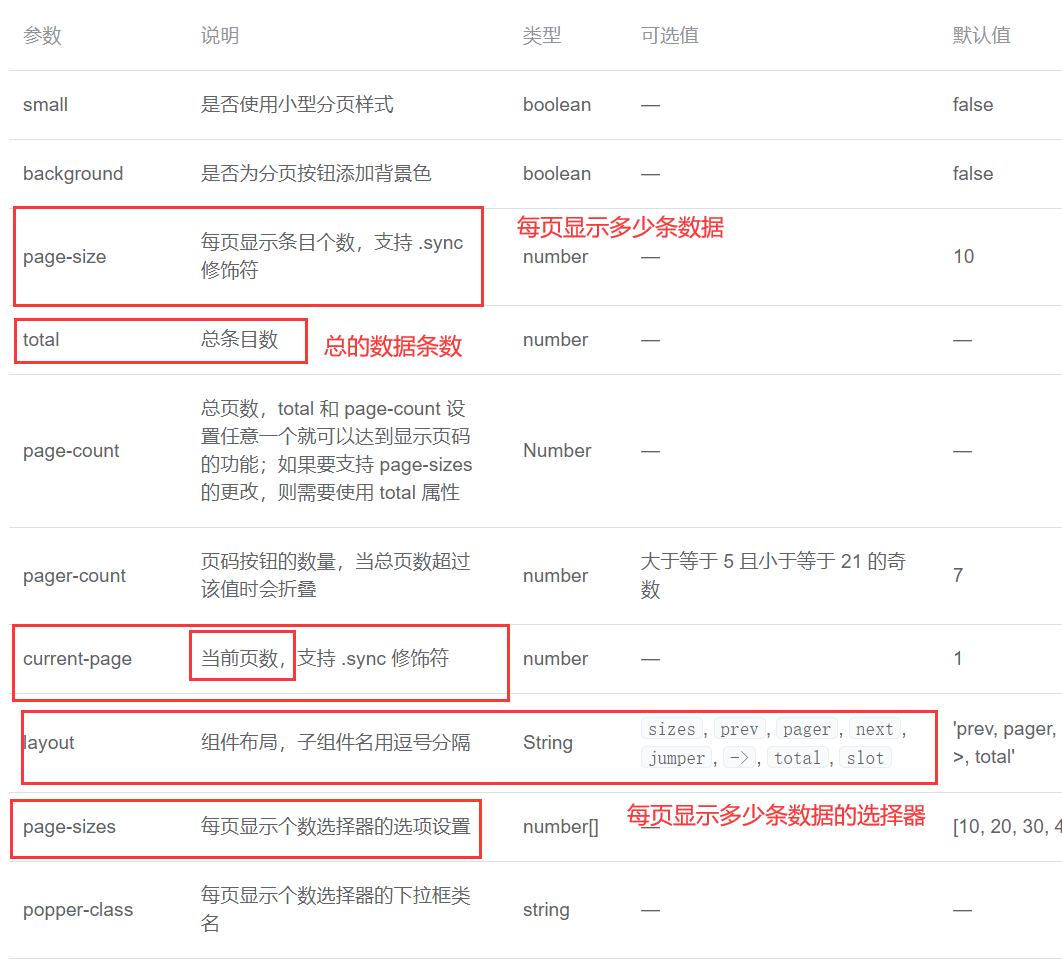 参数 说明 类型 可选值 默认值
small 是否使用小型分页样式 boolean — false
background 是否为分页按钮添加背景色 boolean — false
每页显示多少条数据
page-size 每页显示条目个数，支持 .sync
修饰符 number — 10
total 总条目数 总的数据条数 number — —
page-count 总页数，total 和 page-count 设
置任意一个就可以达到显示页码
的功能；如果要支持 page-sizes
的更改，则需要使用 total 属性 Number — —
pager-count 页码按钮的数量，当总页数超过
该值时会折叠 number 大于等于 5 且小于等于 21 的奇
数 7
current-page 当前页数，支持 .sync 修饰符 number — 1
layout 组件布局，子组件名用逗号分隔 String sizes, prev, pager, next,
jumper, ->, total, slot 'prev, pager,
>, total'
每页显示多少条数据的选择器
page-sizes 每页显示个数选择器的选项设置 number[] — [10, 20, 30, 4
popper-class 每页显示个数选择器的下拉框类
名 string — —